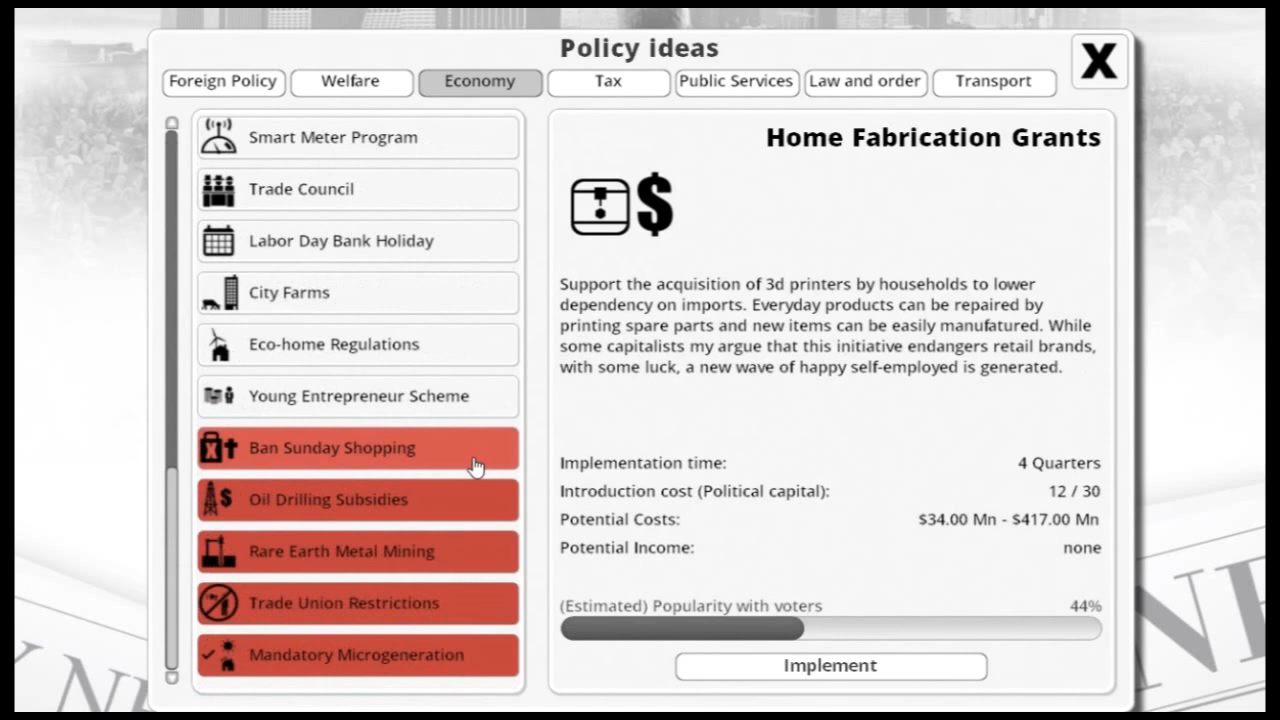 Policy ideas
X
Foreign Policy
Welfare
Economy
Tax
Public Services
Law and order
Transport
Smart Meter Program
Trade Council
Labor Day Bank Holiday
City Farms
Eco-home Regulations
Young Entrepreneur Scheme
Ban Sunday Shopping
Oil Drilling Subsidies
Rare Earth Metal Mining
Trade Union Restrictions
Mandatory Microgeneration
Home Fabrication Grants
$
Support the acquisition of 3d printers by households to lower
dependency on imports. Everyday products can be repaired by
printing spare parts and new items can be easily manufatured. While
some capitalists my argue that this initiative endangers retail brands,
with some luck, a new wave of happy self-employed is generated.
Implementation time: 4 Quarters
Introduction cost (Political capital): 12 / 30
Potential Costs: $34.00 Mn - $417.00 Mn
Potential Income: none
(Estimated) Popularity with voters 44%
Implement